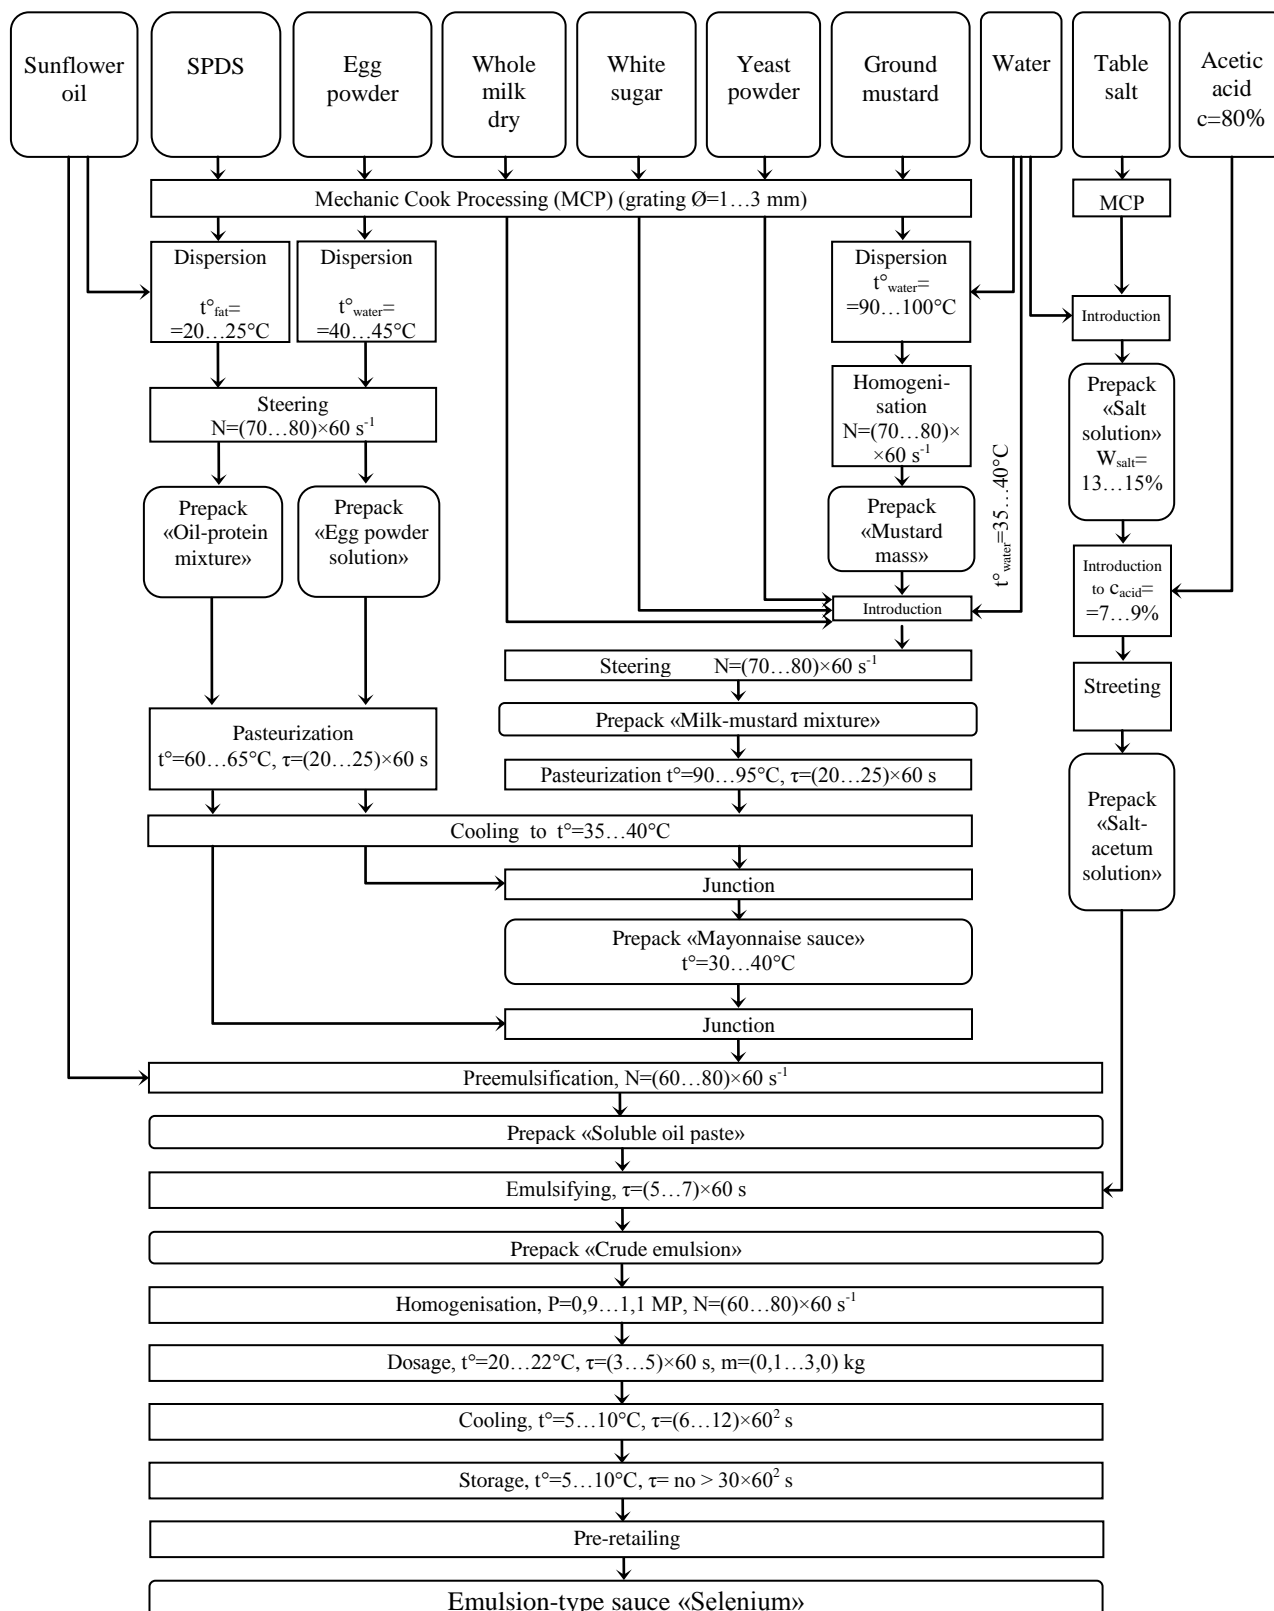 Sunflower
oil
SPDS
Egg
powder
Whole
milk
dry
White
sugar
Yeast
powder
Ground
mustard
Water
Table
salt
Acetic
acid
c=80%
Mechanic Cook Processing (MCP) (grating Ø=1…3 mm)
MCP
Dispersion
t°fat=
=20…25°C
Dispersion
t°water=
=40…45°C
Dispersion
t°water=
=90…100°C
Introduction
Steering
N=(70…80)×60 s-1
Homogeni-
sation
N=(70…80)×
×60 s-1
t°water=35…40°C
Prepack
«Salt
solution»
Wsalt=
13…15%
Prepack
«Oil-protein
mixture»
Prepack
«Egg powder
solution»
Prepack
«Mustard
mass»
Introduction
Introduction
to cacid=
=7…9%
Steering N=(70…80)×60 s-1
Streeting
Prepack «Milk-mustard mixture»
Pasteurization
t°=60…65°C, τ=(20…25)×60 s
Pasteurization t°=90…95°C, τ=(20…25)×60 s
Prepack
«Salt-
acetum
solution»
Cooling to t°=35…40°C
Junction
Prepack «Mayonnaise sauce»
t°=30…40°C
Junction
Preemulsification, N=(60…80)×60 s-1
Prepack «Soluble oil paste»
Emulsifying, τ=(5…7)×60 s
Prepack «Crude emulsion»
Homogenisation, P=0,9…1,1 MP, N=(60…80)×60 s-1
Dosage, t°=20…22°C, τ=(3…5)×60 s, m=(0,1…3,0) kg
Cooling, t°=5…10°C, τ=(6…12)×60² s
Storage, t°=5…10°C, τ= no > 30×60² s
Pre-retailing
Emulsion-type sauce «Selenium»